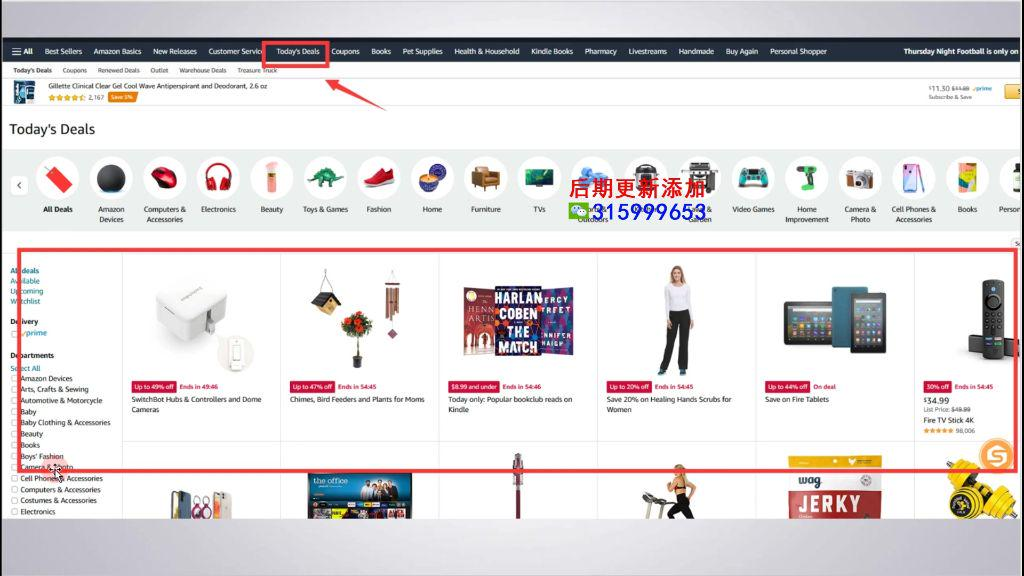 All Best Sellers Amazon Basics New Releases Customer Service Today's Deals Coupons Books Pet Supplies Health & Household Kindle Books Pharmacy Livestreams Handmade Buy Again Personal Shopper Thursday Night Football is only on
Today's Deals Coupons Renewed Deals Outlet Warehouse Deals Treasure Truck
Gillette Clinical Clear Gel Cool Wave Antiperspirant and Deodorant, 2.6 oz
2,167 Save 5%
$11.30 $11.89 prime
Subscribe & Save
Today's Deals
后期更新添加
315999653
All Deals
Amazon Devices
Computers & Accessories
Electronics
Beauty
Toys & Games
Fashion
Home
Furniture
TVs
Outdoors
Garden
Video Games
Home Improvement
Camera & Photo
Cell Phones & Accessories
Books
All deals
Available
Upcoming
Watchlist
Delivery
prime
Departments
Select All
Amazon Devices
Arts, Crafts & Sewing
Automotive & Motorcycle
Baby
Baby Clothing & Accessories
Beauty
Books
Boys' Fashion
Camera & Photo
Cell Phones & Accessories
Computers & Accessories
Costumes & Accessories
Electronics
Up to 49% off Ends in 49:46
SwitchBot Hubs & Controllers and Dome
Cameras
Up to 47% off Ends in 54:45
Chimes, Bird Feeders and Plants for Moms
HARLAN
COBEN
THE
MATCH
$8.99 and under Ends in 54:46
Today only: Popular bookclub reads on
Kindle
Up to 20% off Ends in 54:45
Save 20% on Healing Hands Scrubs for
Women
Up to 44% off On deal
Save on Fire Tablets
30% off Ends in 54:45
$34.99
List Price: $49.99
Fire TV Stick 4K
98,006
the office
wag
JERKY